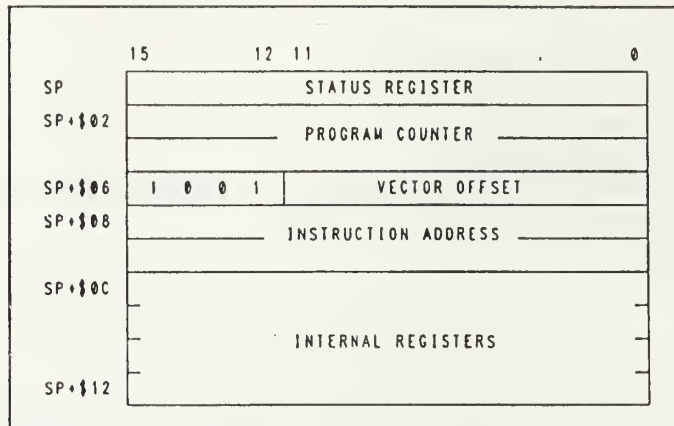 15 12 11 0
SP STATUS REGISTER
SP+$02 PROGRAM COUNTER
SP+$06 1 0 0 1 VECTOR OFFSET
SP+$08 INSTRUCTION ADDRESS
SP+$0C
INTERNAL REGISTERS
SP+$12